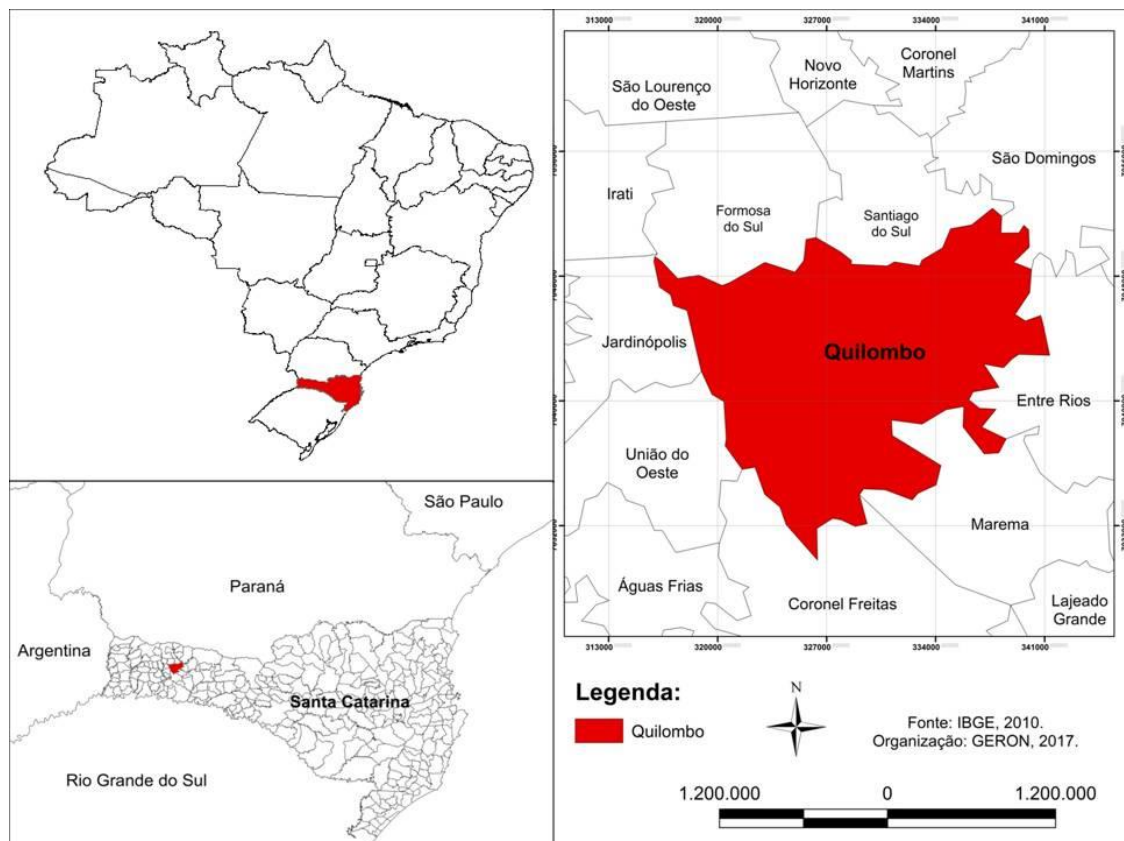 313000 320000 327000 334000 341000
Coronel
Martins
Novo
Horizonte
São Lourenço
do Oeste
São Domingos
Irati
Formosa
do Sul
Santiago
do Sul
Jardinópolis
Quilombo
Entre Rios
União do
Oeste
Marema
Águas Frias
Coronel Freitas
Lajeado
Grande
313000 320000 327000 334000 341000
São Paulo
Paraná
Argentina
Santa Catarina
Rio Grande do Sul
Legenda:
Quilombo
N
Fonte: IBGE, 2010.
Organização: GERON, 2017.
1.200.000 0 1.200.000